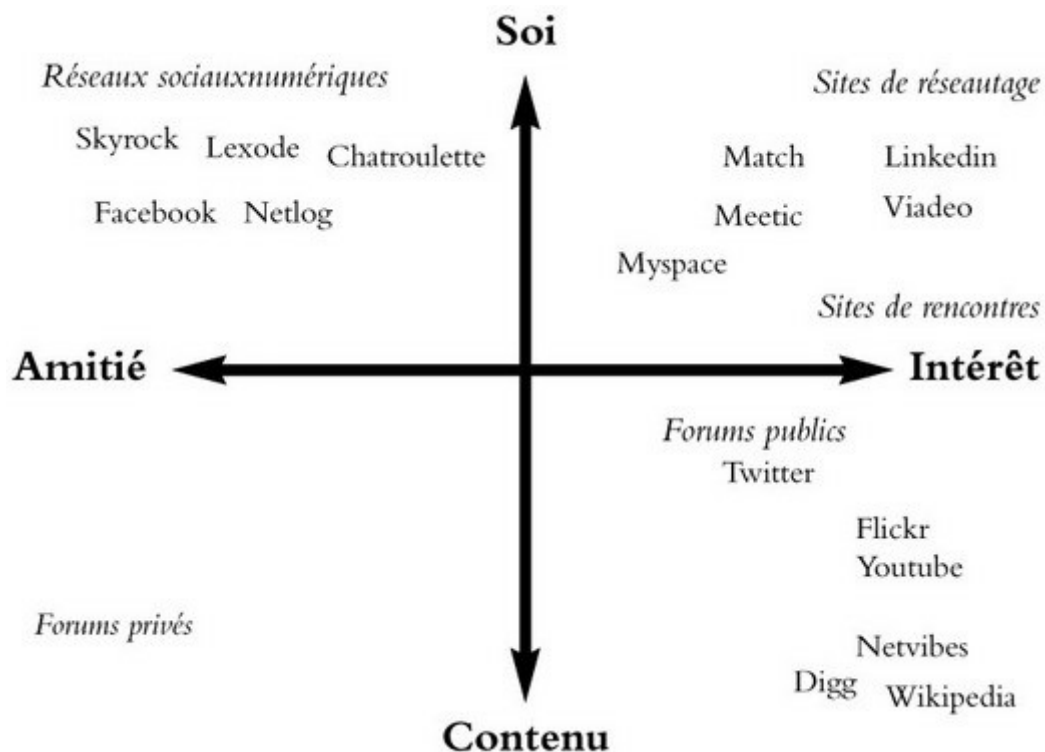 Soi
Réseaux sociauxnumériques
Sites de réseautage
Skyrock Lexode Chatroulette
Match Linkedin
Facebook Netlog
Meetic Viadeo
Myspace
Sites de rencontres
Amitié
Intérêt
Forums publics
Twitter
Flickr
Youtube
Forums privés
Netvibes
Digg Wikipedia
Contenu